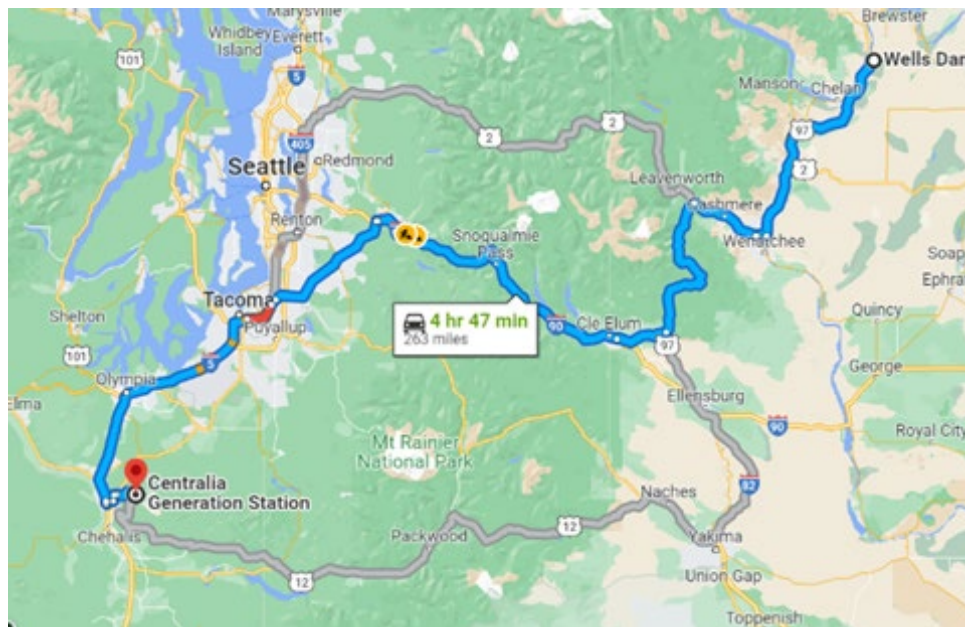 Marysville
Brewster
Whidbey
Island
Everett
101
5
Wells Dam
Manson
Chelan
97
405
2
2
2
Redmond
Seattle
Leavenworth
Cashmere
Renton
Snoqualmie
Pass
Wenatchee
Soap
Ephra
Tacoma
4 hr 47 min
263 miles
Shelton
Puyallup
90
Cle Elum
97
Quincy
101
5
George
Olympia
Elma
Ellensburg
90
Royal City
Mt Rainier
National Park
Centralia
Generation Station
82
Naches
Chehalis
Packwood
12
Yakima
12
Union Gap
Toppenish